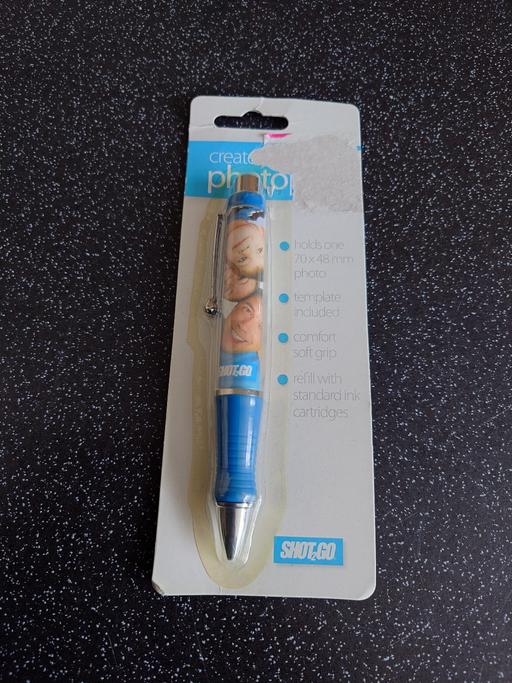 create
photo
holds one
70 x 48 mm
photo
template
included
comfort
soft grip
refill with
standard ink
cartridges
SHOT2GO
SHOT2GO